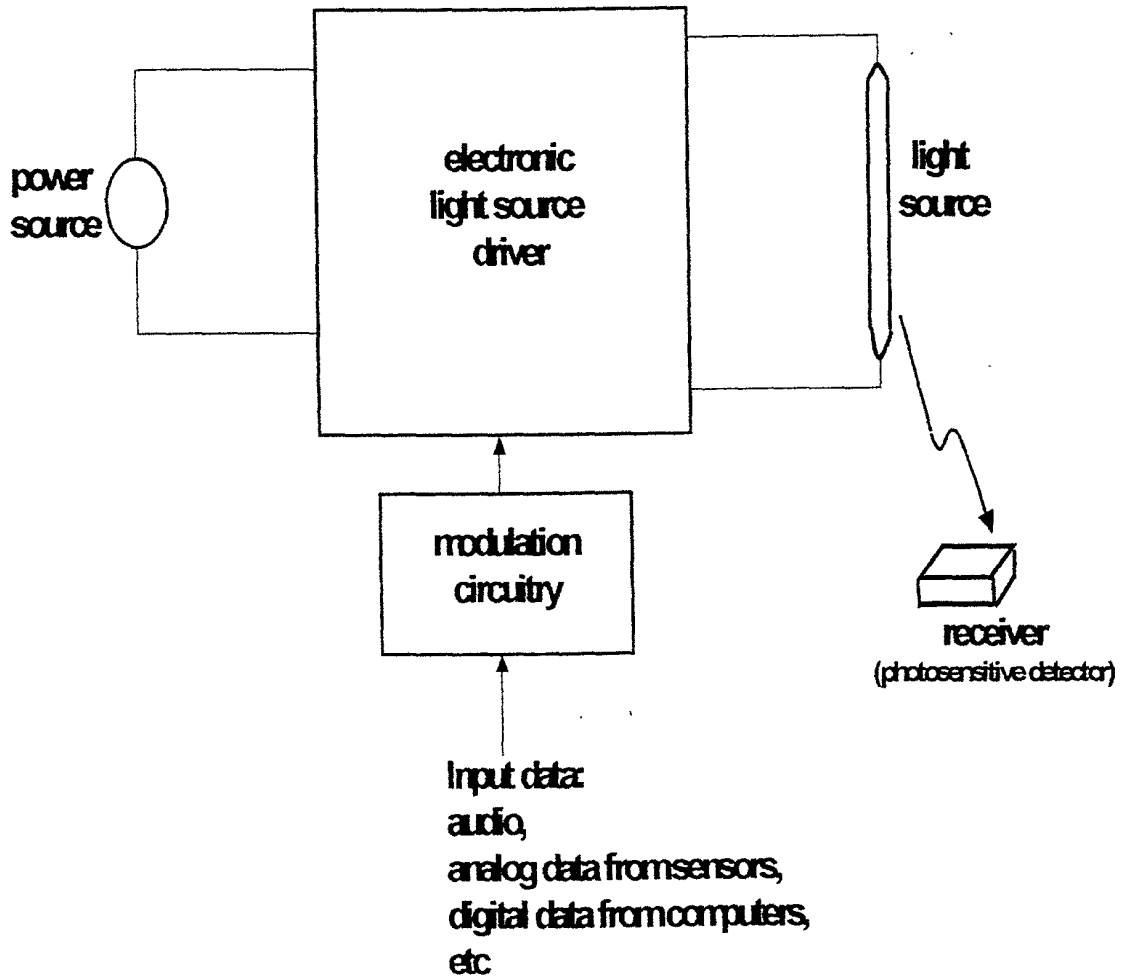 power
source
electronic
light source
driver
light
source
modulation
circuitry
receiver
(photosensitive detector)
Input data:
audio,
analog data from sensors,
digital data from computers,
etc